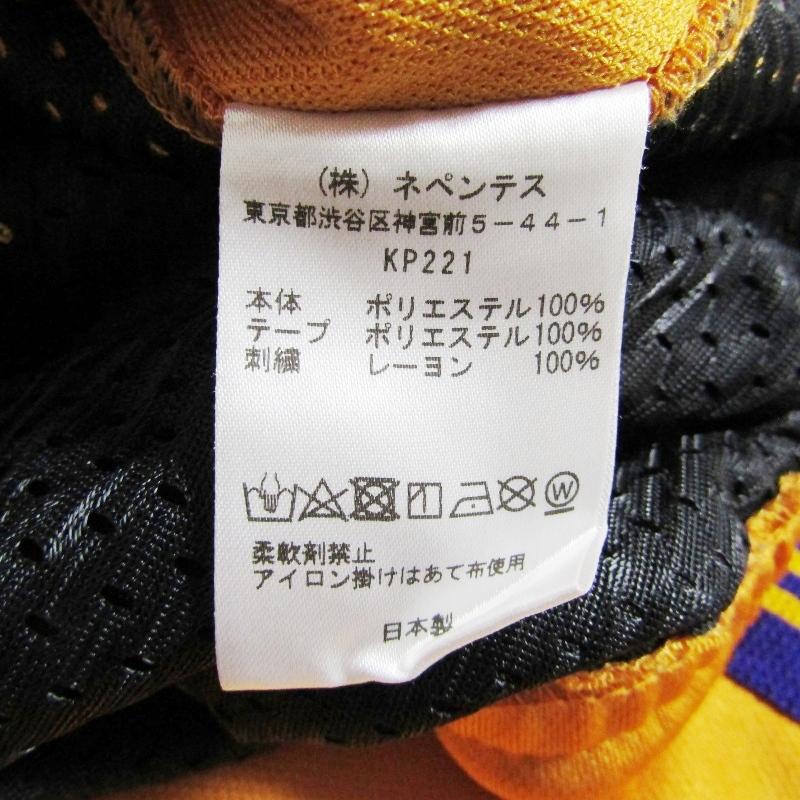 (株) ネペンテス
東京都渋谷区神宮前5-44-1
KP221
本体 ポリエステル100%
テープ ポリエステル100%
刺繍 レーヨン 100%
W
柔軟剤禁止
アイロン掛けはあて布使用
日本製